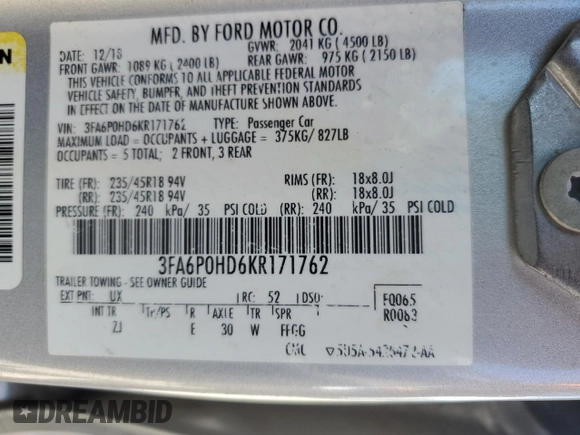 MFD. BY FORD MOTOR CO.
DATE: 12/18 GVWR: 2041 KG ( 4500 LB)
FRONT GAWR: 1089 KG ( 2400 LB) REAR GAWR: 975 KG ( 2150 LB)
THIS VEHICLE CONFORMS TO ALL APPLICABLE FEDERAL MOTOR
VEHICLE SAFETY, BUMPER, AND THEFT PREVENTION STANDARDS
IN EFFECT ON THE DATE OF MANUFACTURE SHOWN ABOVE.
VIN: 3FA6P0HD6KR171762 TYPE: Passenger Car
MAXIMUM LOAD = OCCUPANTS + LUGGAGE = 375KG/ 827LB
OCCUPANTS = 5 TOTAL; 2 FRONT, 3 REAR
TIRE (FR): 235/45R18 94V RIMS (FR): 18x8.0J
(RR): 235/45R18 94V (RR): 18x8.0J
PRESSURE (FR): 240 kPa/ 35 PSI COLD (RR): 240 kPa/ 35 PSI COLD
3FA6P0HD6KR171762
TRAILER TOWING - SEE OWNER GUIDE
EXT PNT: UX RC: 52 DSO: F0065
INT TR TP/PS R AXLE TR SPR
ZJ E 30 W FFGG
DREAMBID